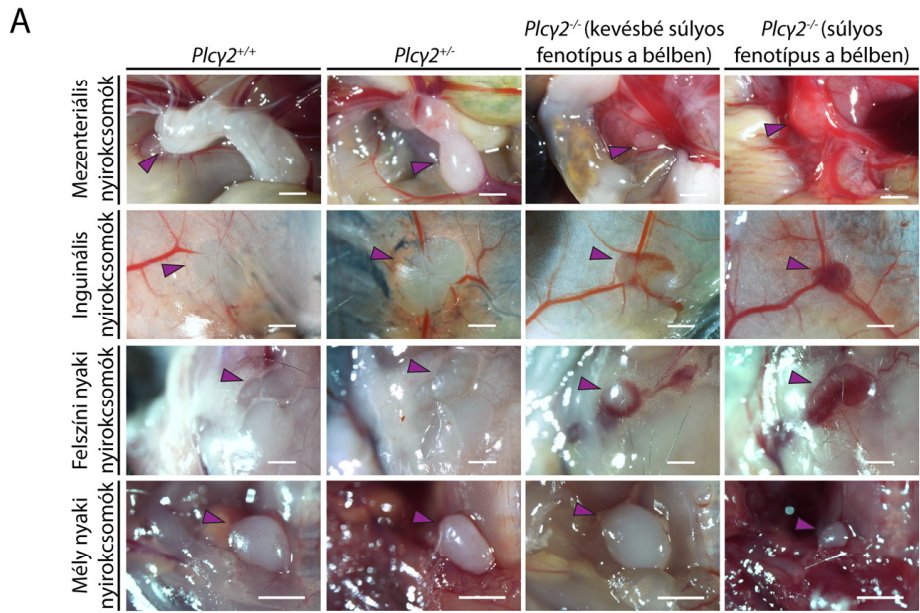 A
Plcγ2+/+
Plcγ2+/-
Plcγ2-/- (kevésbé súlyos
fenotípus a bélben)
Plcγ2-/- (súlyos
fenotípus a bélben)
Mezenteriális
nyirokcsomók
Inguinális
nyirokcsomók
Felszíni nyaki
nyirokcsomók
Mély nyaki
nyirokcsomók